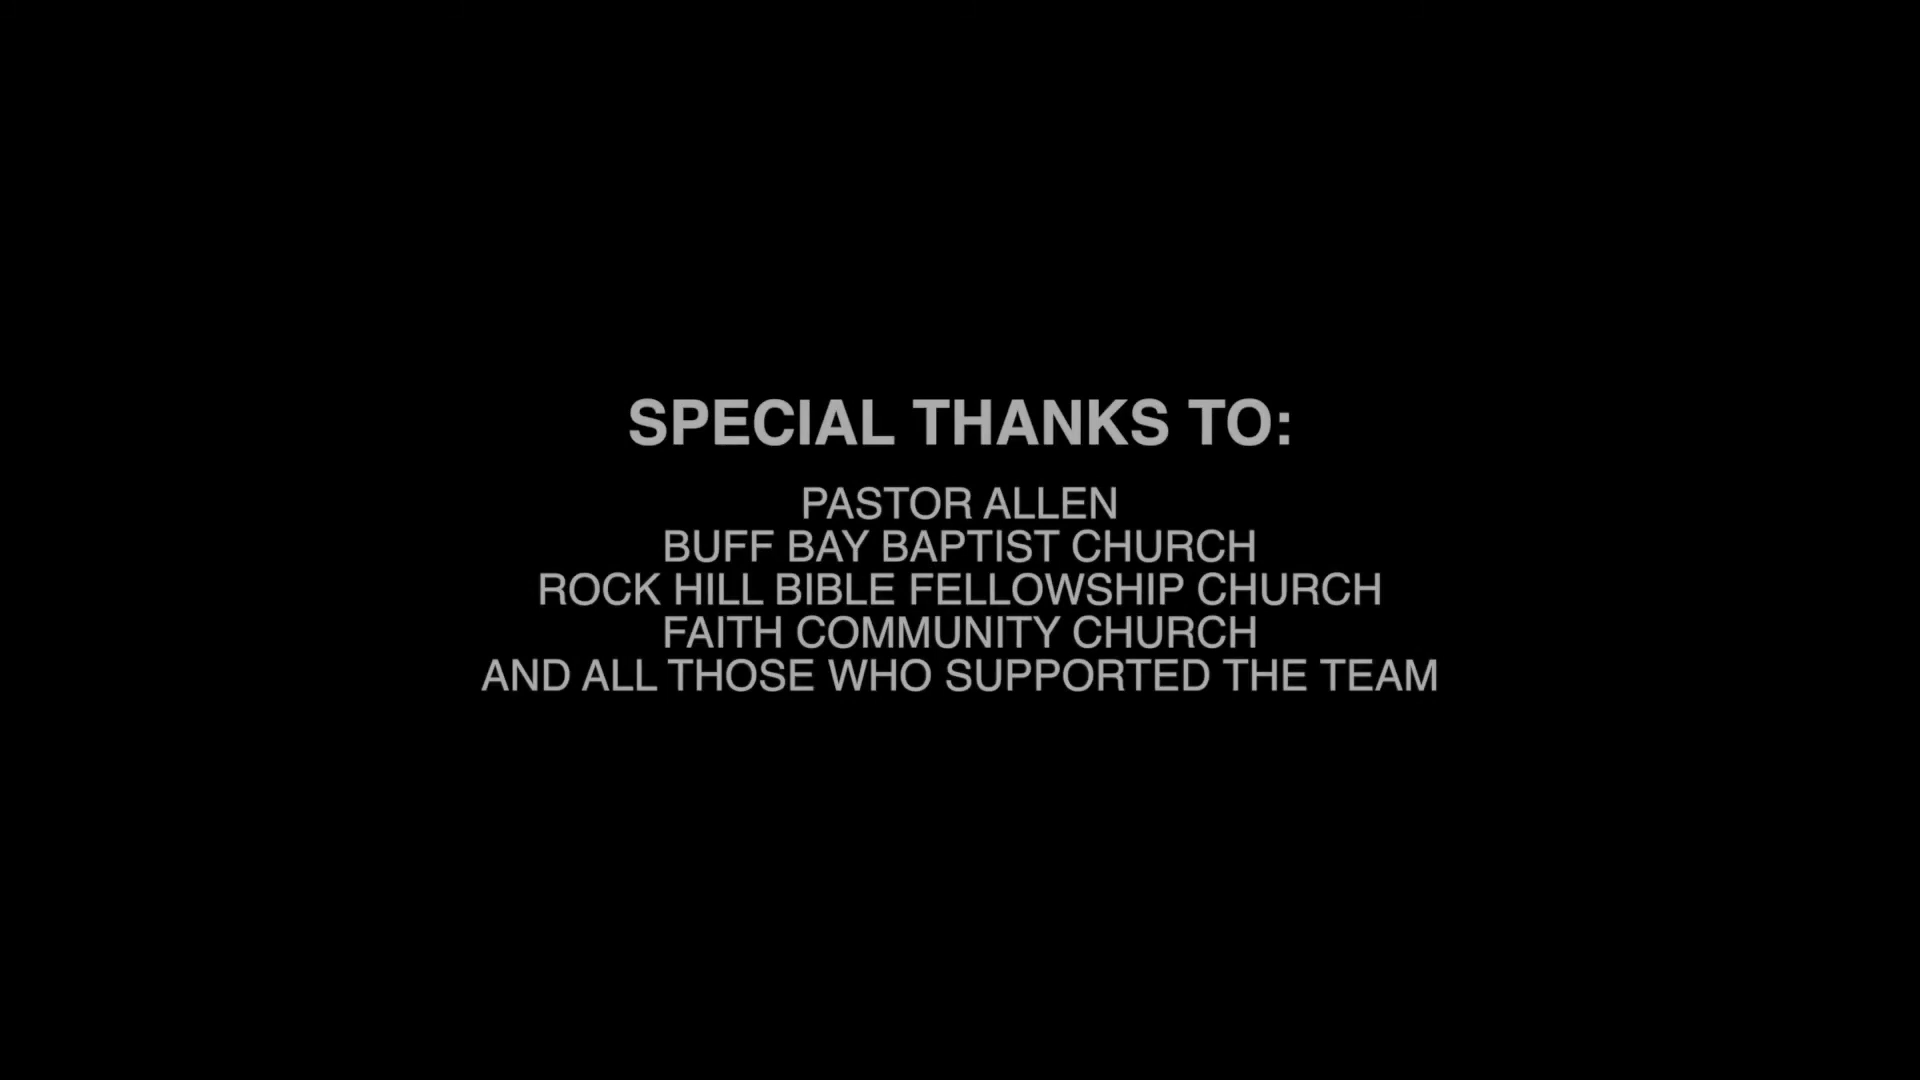 SPECIAL THANKS TO:
PASTOR ALLEN
BUFF BAY BAPTIST CHURCH
ROCK HILL BIBLE FELLOWSHIP CHURCH
FAITH COMMUNITY CHURCH
AND ALL THOSE WHO SUPPORTED THE TEAM